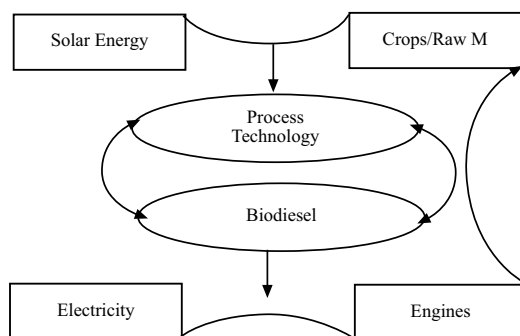 Solar Energy
Crops/Raw M
Process
Technology
Biodiesel
Electricity
Engines